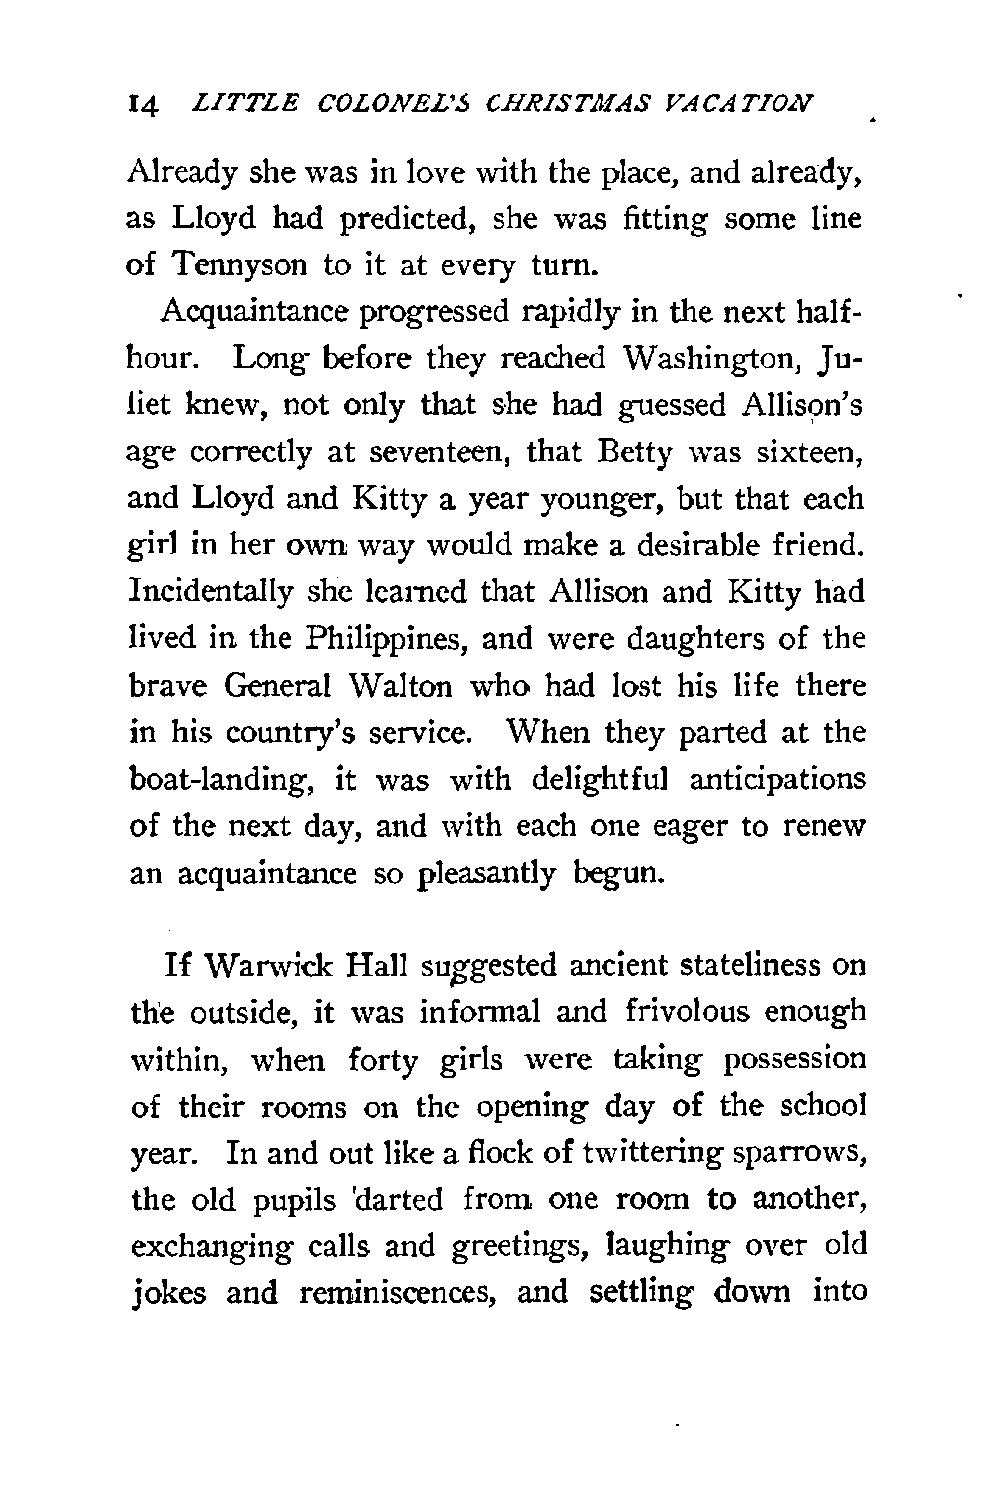 14 LITTLE COLONEL'S CHRISTMAS VACATION
Already she was in love with the place, and already,
as Lloyd had predicted, she was fitting some line
of Tennyson to it at every turn.
Acquaintance progressed rapidly in the next half-
hour. Long before they reached Washington, Ju-
liet knew, not only that she had guessed Allison's
age correctly at seventeen, that Betty was sixteen,
and Lloyd and Kitty a year younger, but that each
girl in her own way would make a desirable friend.
Incidentally she learned that Allison and Kitty had
lived in the Philippines, and were daughters of the
brave General Walton who had lost his life there
in his country's service. When they parted at the
boat-landing, it was with delightful anticipations
of the next day, and with each one eager to renew
an acquaintance so pleasantly begun.
If Warwick Hall suggested ancient stateliness on
the outside, it was informal and frivolous enough
within, when forty girls were taking possession
of their rooms on the opening day of the school
year. In and out like a flock of twittering sparrows,
the old pupils darted from one room to another,
exchanging calls and greetings, laughing over old
jokes and reminiscences, and settling down into